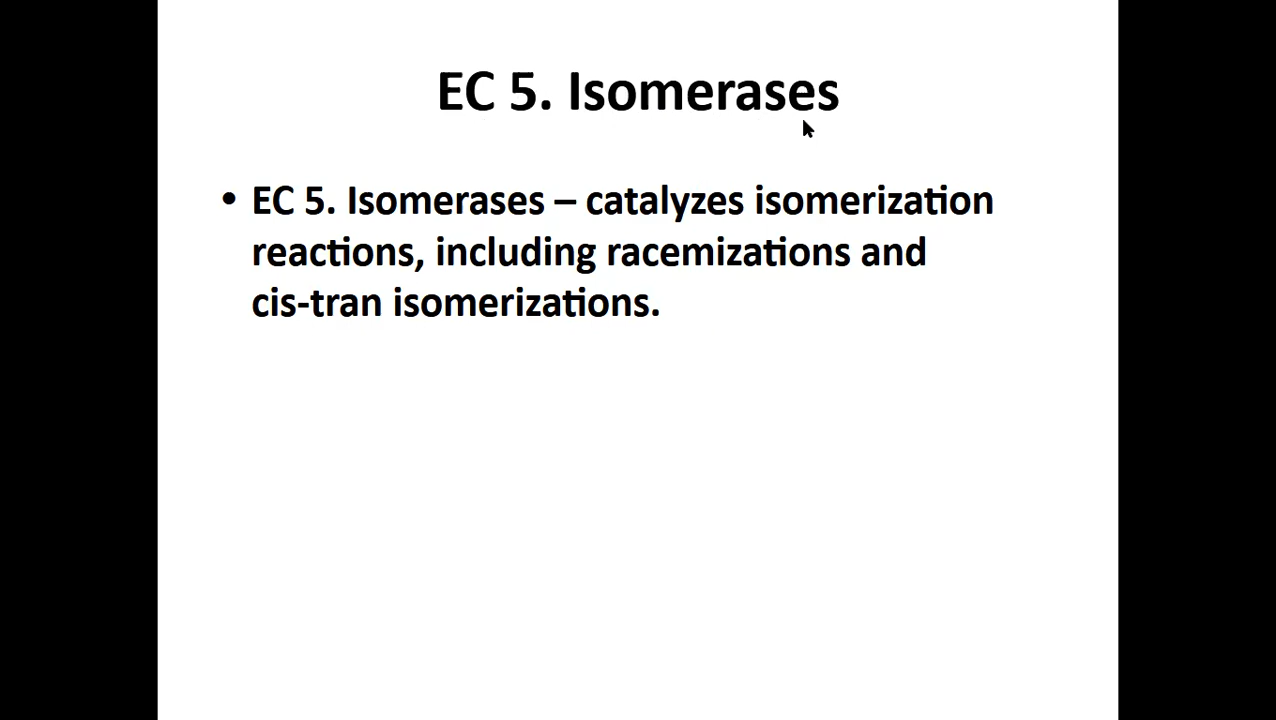 EC 5. Isomerases
• EC 5. Isomerases – catalyzes isomerization
reactions, including racemizations and
cis-tran isomerizations.